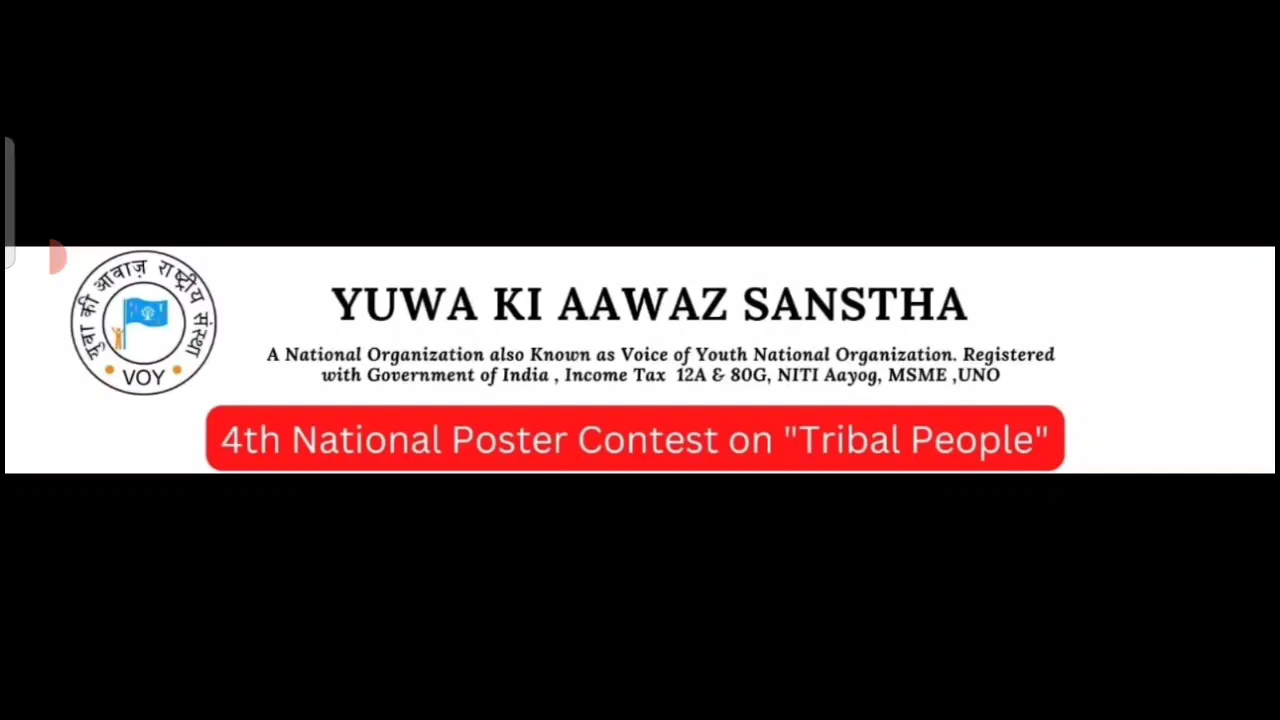 युवा की आवाज़ राष्ट्रीय संस्था
VOY
YUWA KI AAWAZ SANSTHA
A National Organization also Known as Voice of Youth National Organization. Registered
with Government of India , Income Tax 12A & 80G, NITI Aayog, MSME ,UNO
4th National Poster Contest on "Tribal People"